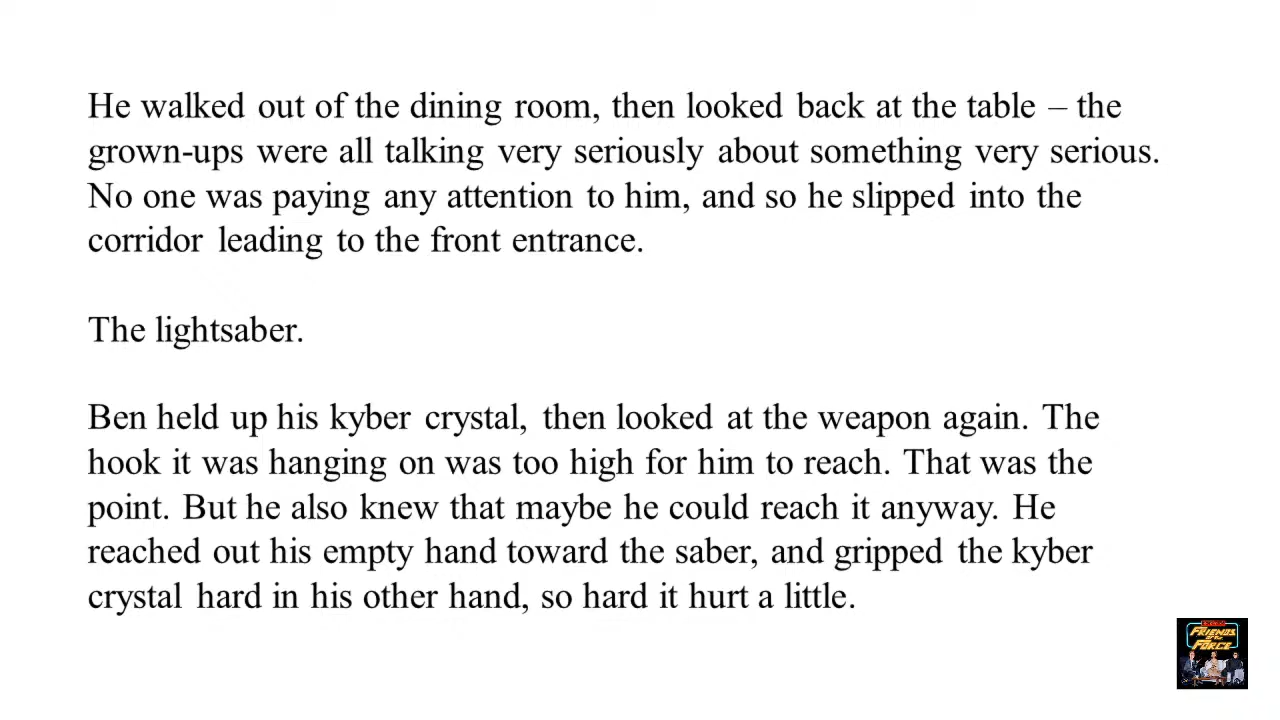 He walked out of the dining room, then looked back at the table – the
grown-ups were all talking very seriously about something very serious.
No one was paying any attention to him, and so he slipped into the
corridor leading to the front entrance.
The lightsaber.
Ben held up his kyber crystal, then looked at the weapon again. The
hook it was hanging on was too high for him to reach. That was the
point. But he also knew that maybe he could reach it anyway. He
reached out his empty hand toward the saber, and gripped the kyber
crystal hard in his other hand, so hard it hurt a little.
FRIENDS
OF THE
FORCE